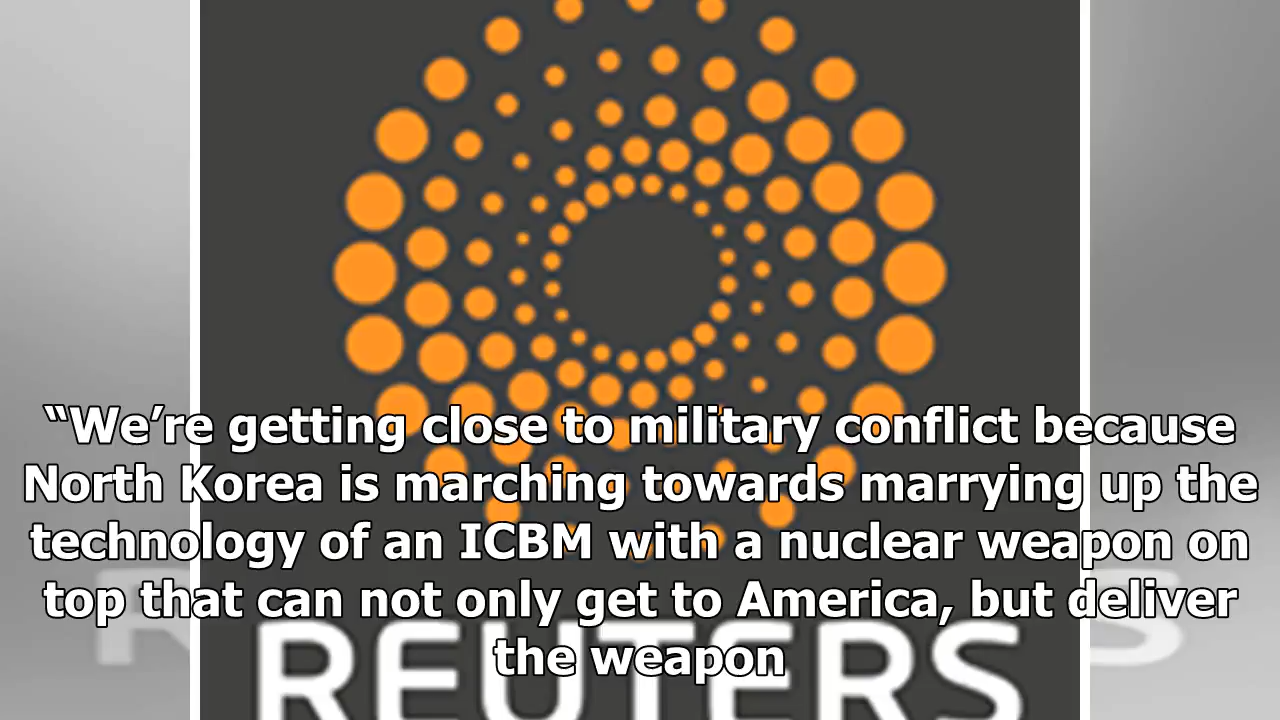 “We’re getting close to military conflict because
North Korea is marching towards marrying up the
technology of an ICBM with a nuclear weapon on
top that can not only get to America, but deliver
the weapon
REUTERS